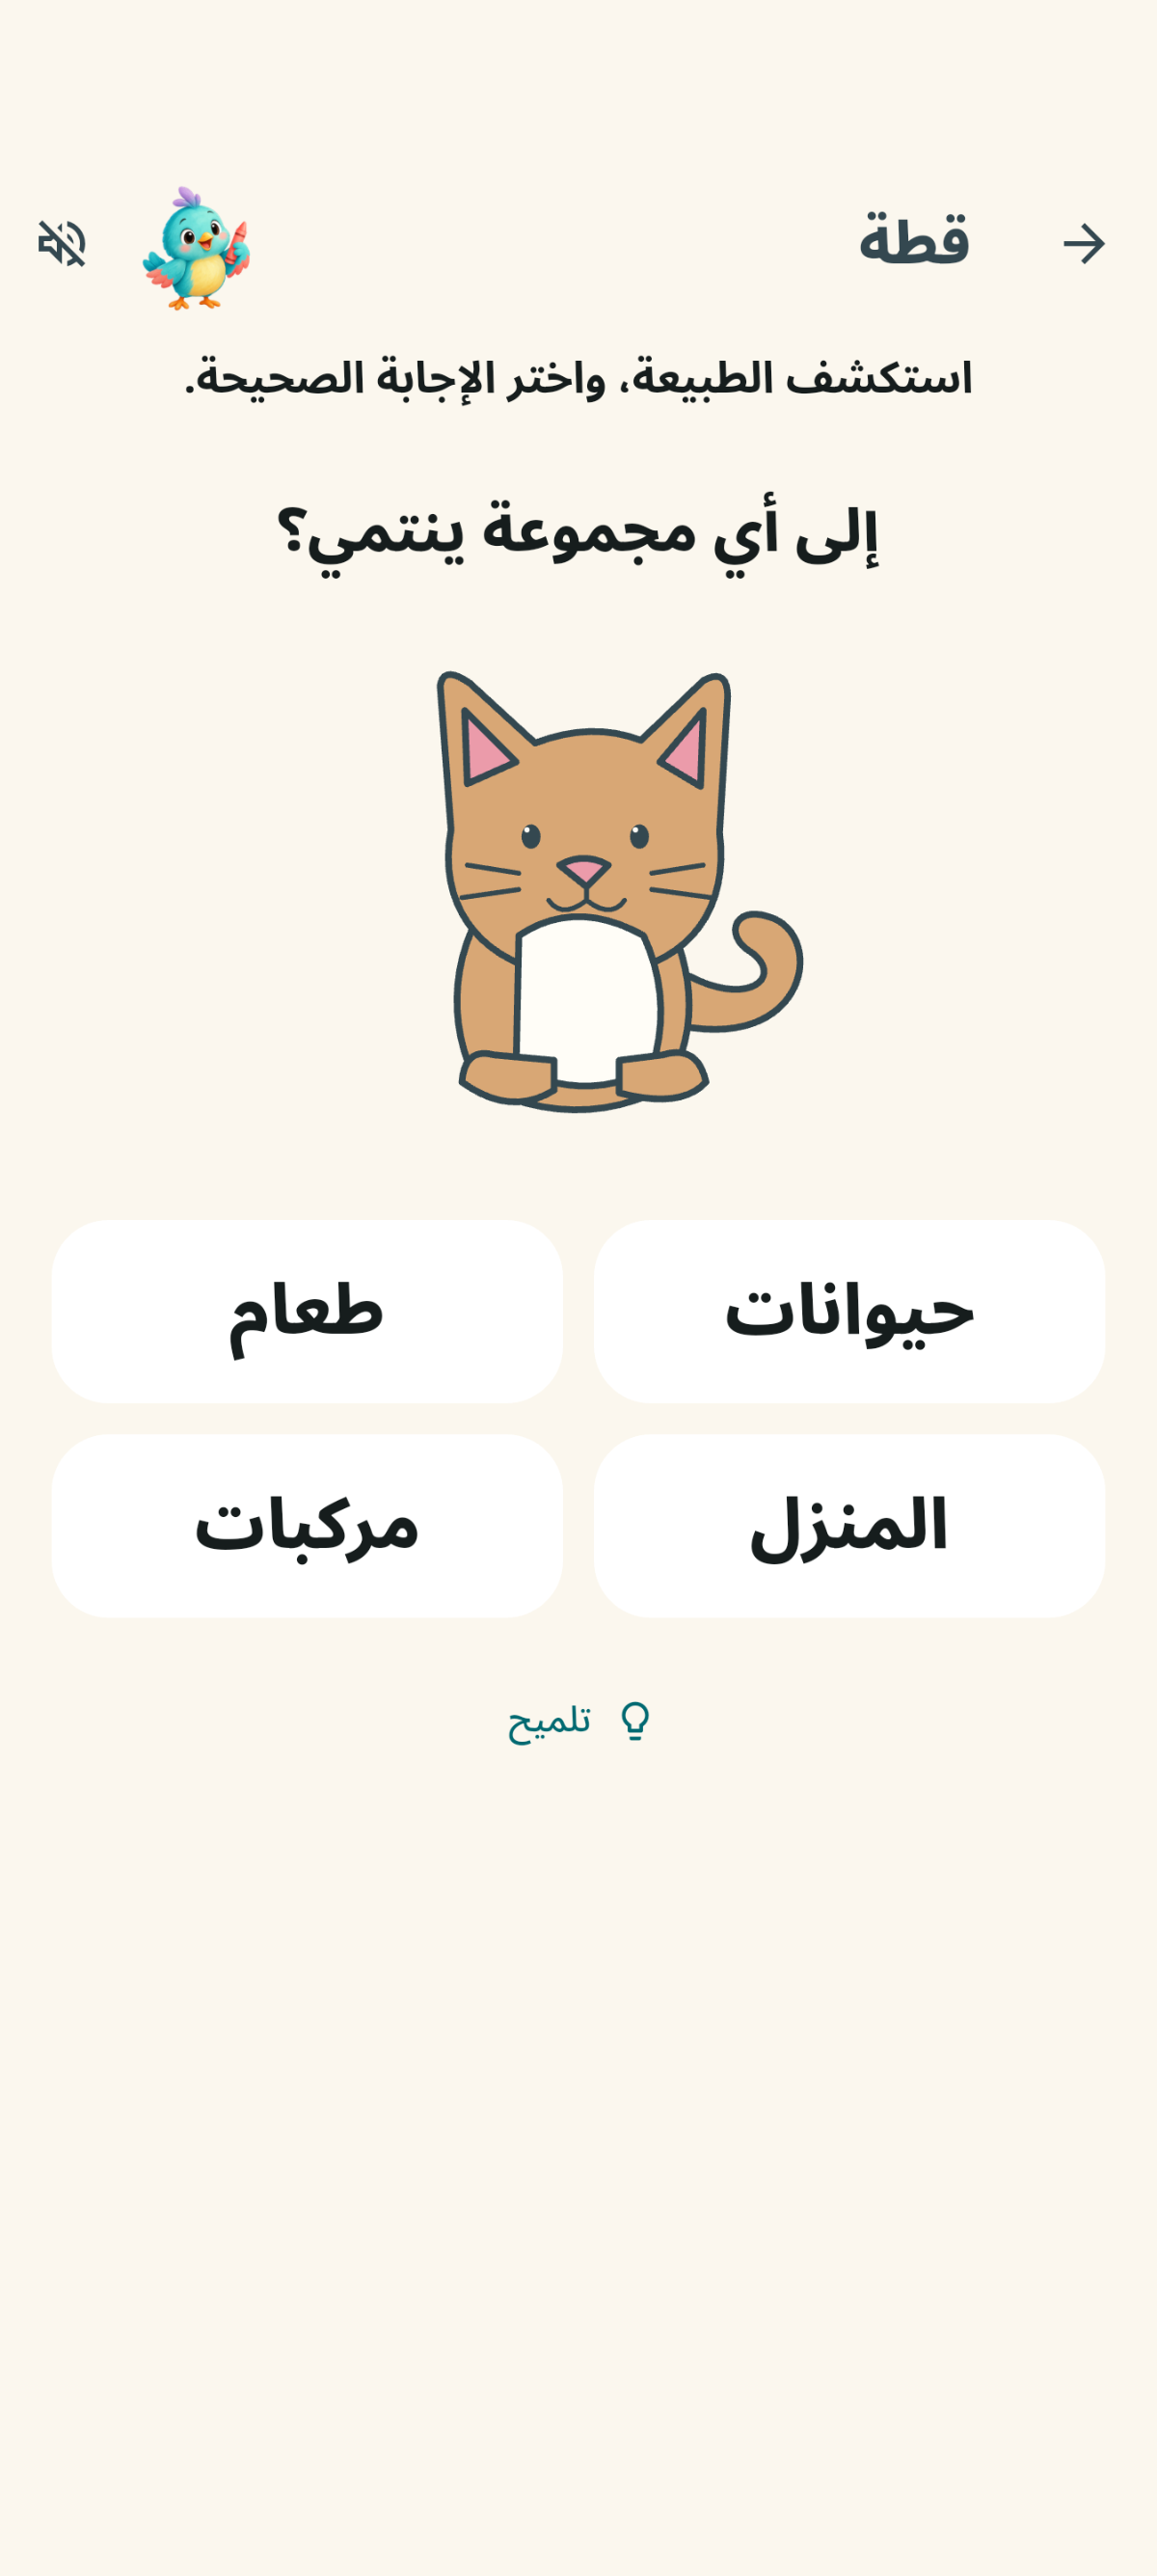 قطة
استكشف الطبيعة، واختر الإجابة الصحيحة.
إلى أي مجموعة ينتمي؟
حيوانات
طعام
المنزل
مركبات
تلميح